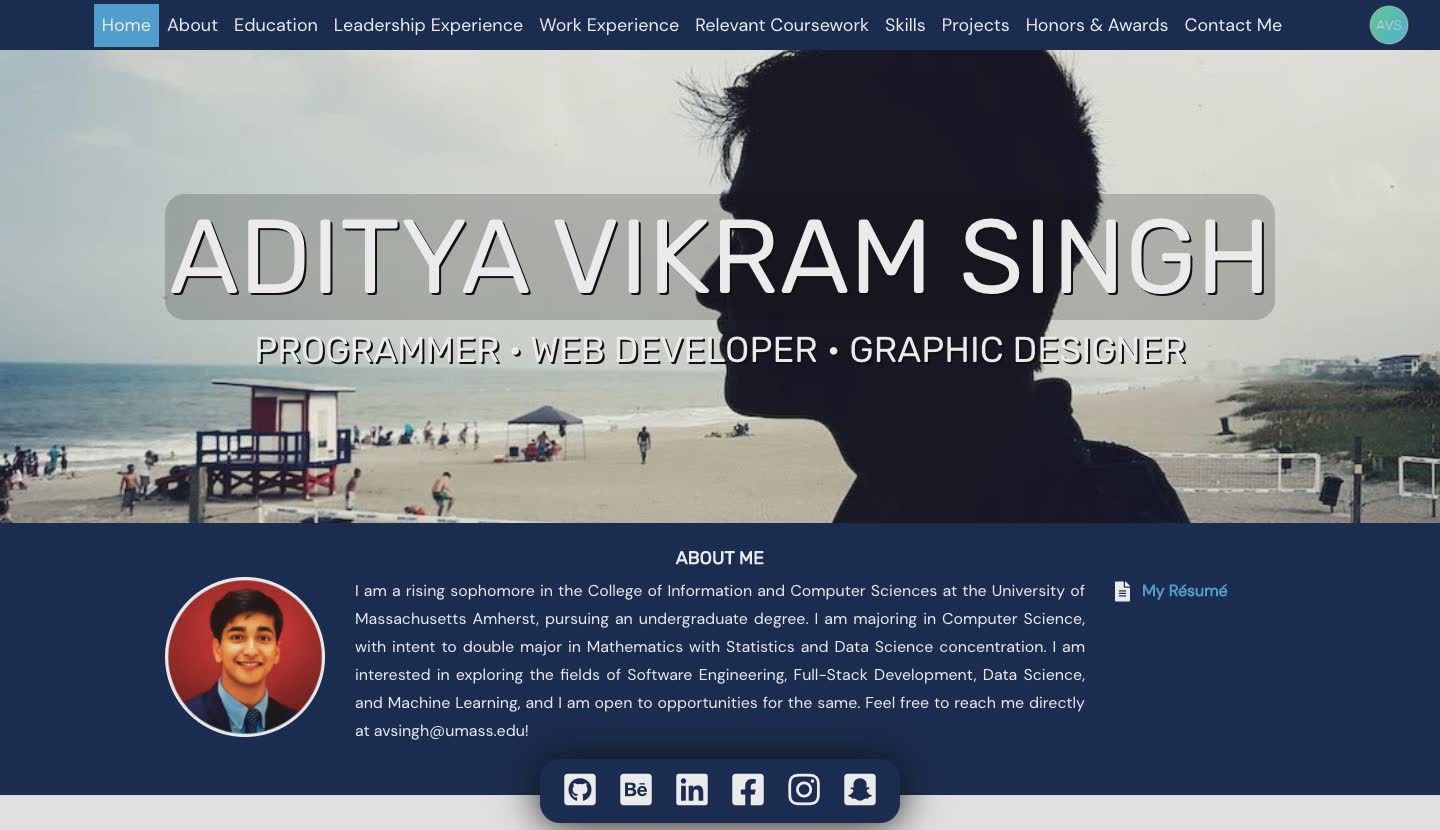 Home About Education Leadership Experience Work Experience Relevant Coursework Skills Projects Honors & Awards Contact Me AVS
ADITYA VIKRAM SINGH
PROGRAMMER • WEB DEVELOPER • GRAPHIC DESIGNER
ABOUT ME
I am a rising sophomore in the College of Information and Computer Sciences at the University of
Massachusetts Amherst, pursuing an undergraduate degree. I am majoring in Computer Science,
with intent to double major in Mathematics with Statistics and Data Science concentration. I am
interested in exploring the fields of Software Engineering, Full-Stack Development, Data Science,
and Machine Learning, and I am open to opportunities for the same. Feel free to reach me directly
at avsingh@umass.edu!
My Résumé
Bē in f